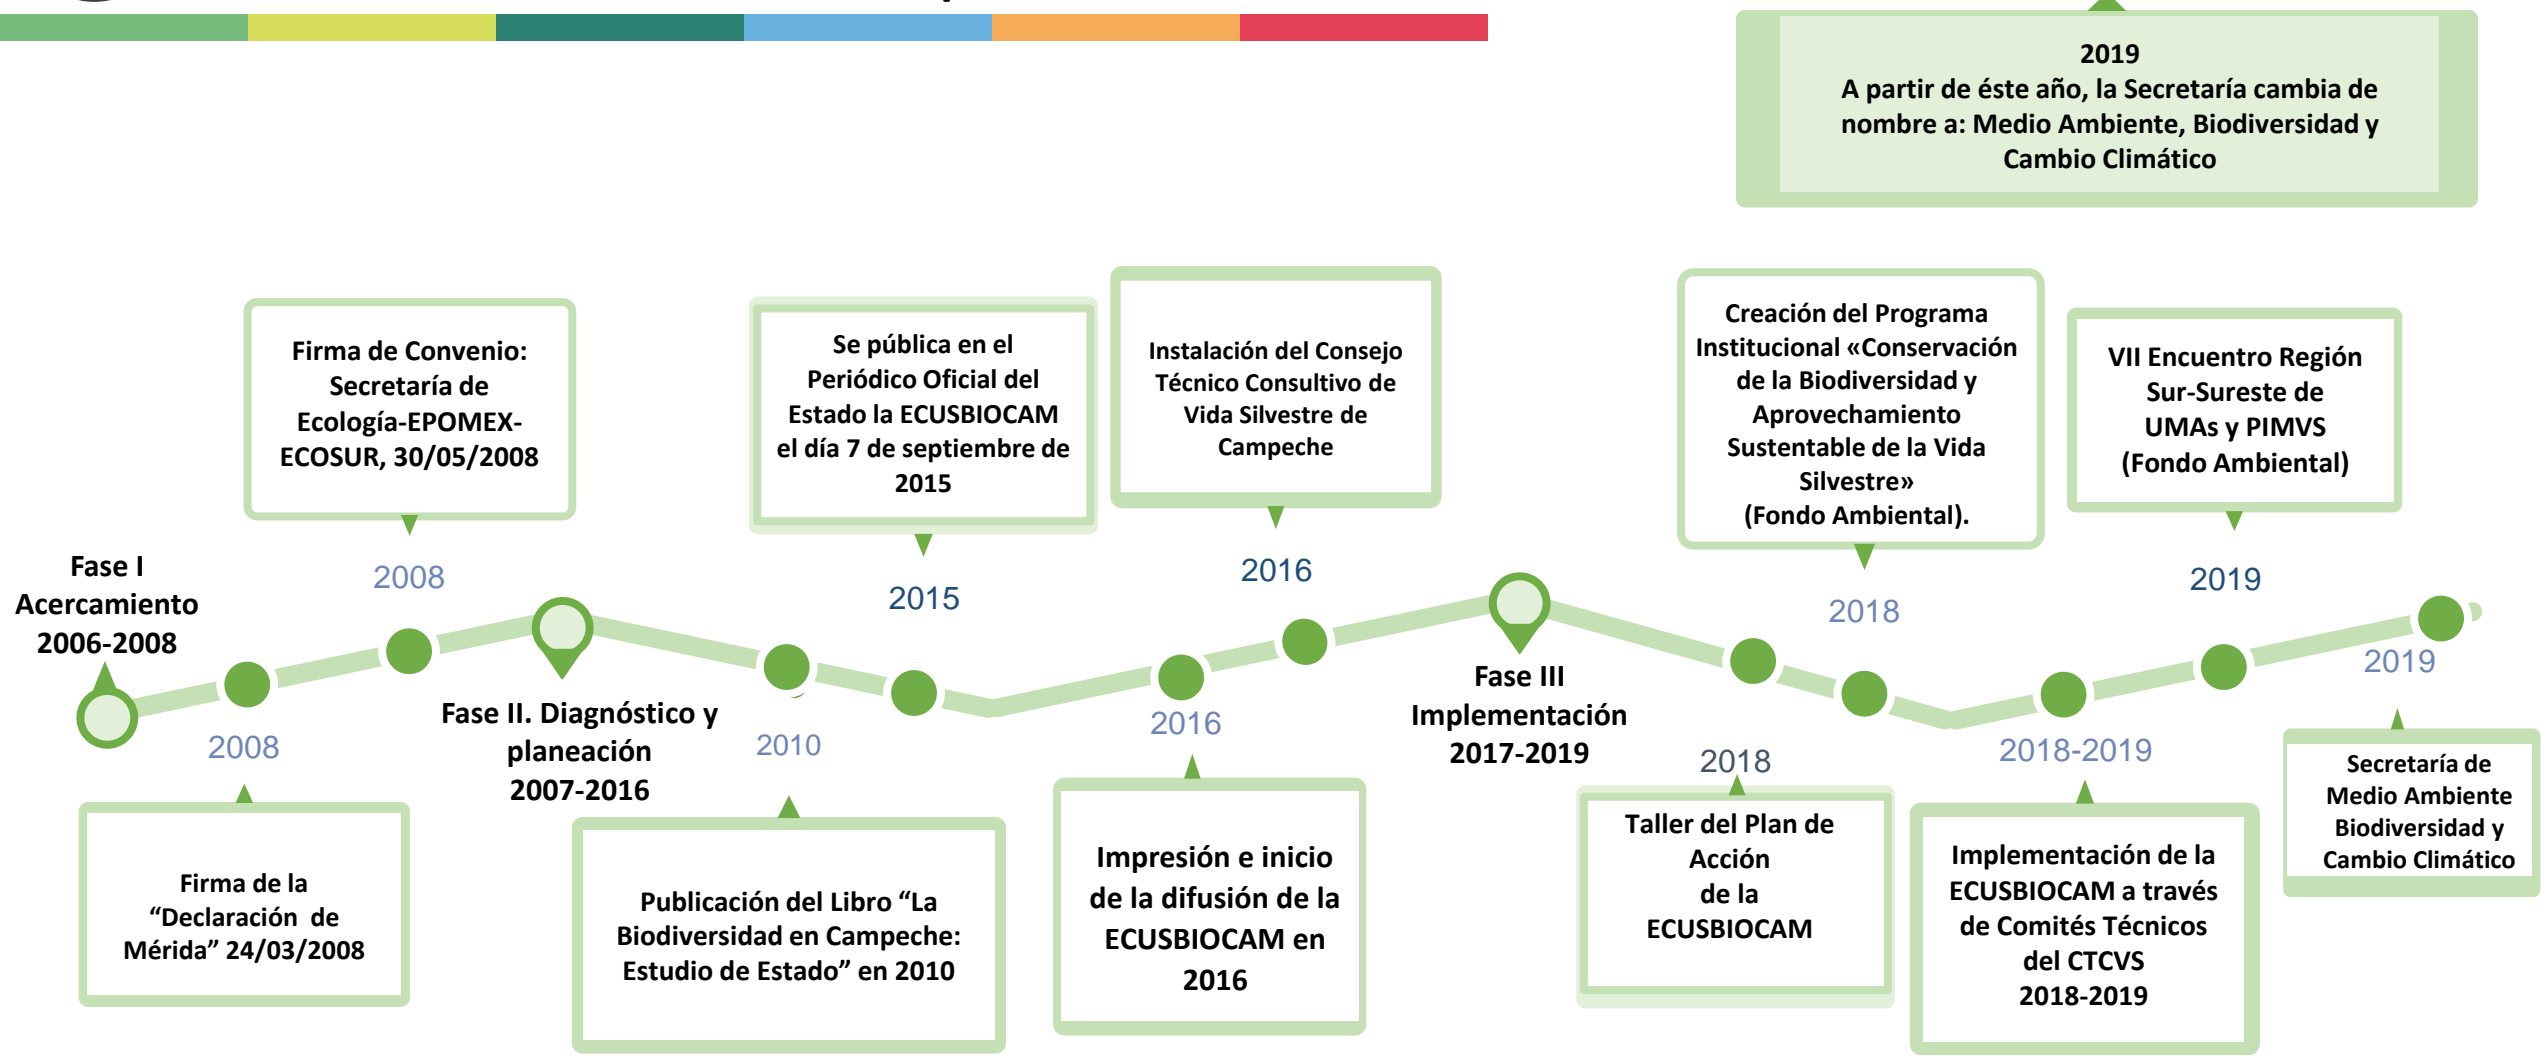 2019
A partir de éste año, la Secretaría cambia de
nombre a: Medio Ambiente, Biodiversidad y
Cambio Climático
Fase I
Acercamiento
2006-2008
Firma de la
“Declaración de
Mérida” 24/03/2008
2008
Firma de Convenio:
Secretaría de
Ecología-EPOMEX-
ECOSUR, 30/05/2008
2008
Fase II. Diagnóstico y
planeación
2007-2016
2010
Publicación del Libro “La
Biodiversidad en Campeche:
Estudio de Estado” en 2010
Se pública en el
Periódico Oficial del
Estado la ECUSBIOCAM
el día 7 de septiembre de
2015
2015
2016
Impresión e inicio
de la difusión de la
ECUSBIOCAM en
2016
Instalación del Consejo
Técnico Consultivo de
Vida Silvestre de
Campeche
2016
Fase III
Implementación
2017-2019
2018
Taller del Plan de
Acción
de la
ECUSBIOCAM
Creación del Programa
Institucional «Conservación
de la Biodiversidad y
Aprovechamiento
Sustentable de la Vida
Silvestre»
(Fondo Ambiental).
2018
2018-2019
Implementación de la
ECUSBIOCAM a través
de Comités Técnicos
del CTCVS
2018-2019
VII Encuentro Región
Sur-Sureste de
UMAs y PIMVS
(Fondo Ambiental)
2019
2019
Secretaría de
Medio Ambiente
Biodiversidad y
Cambio Climático